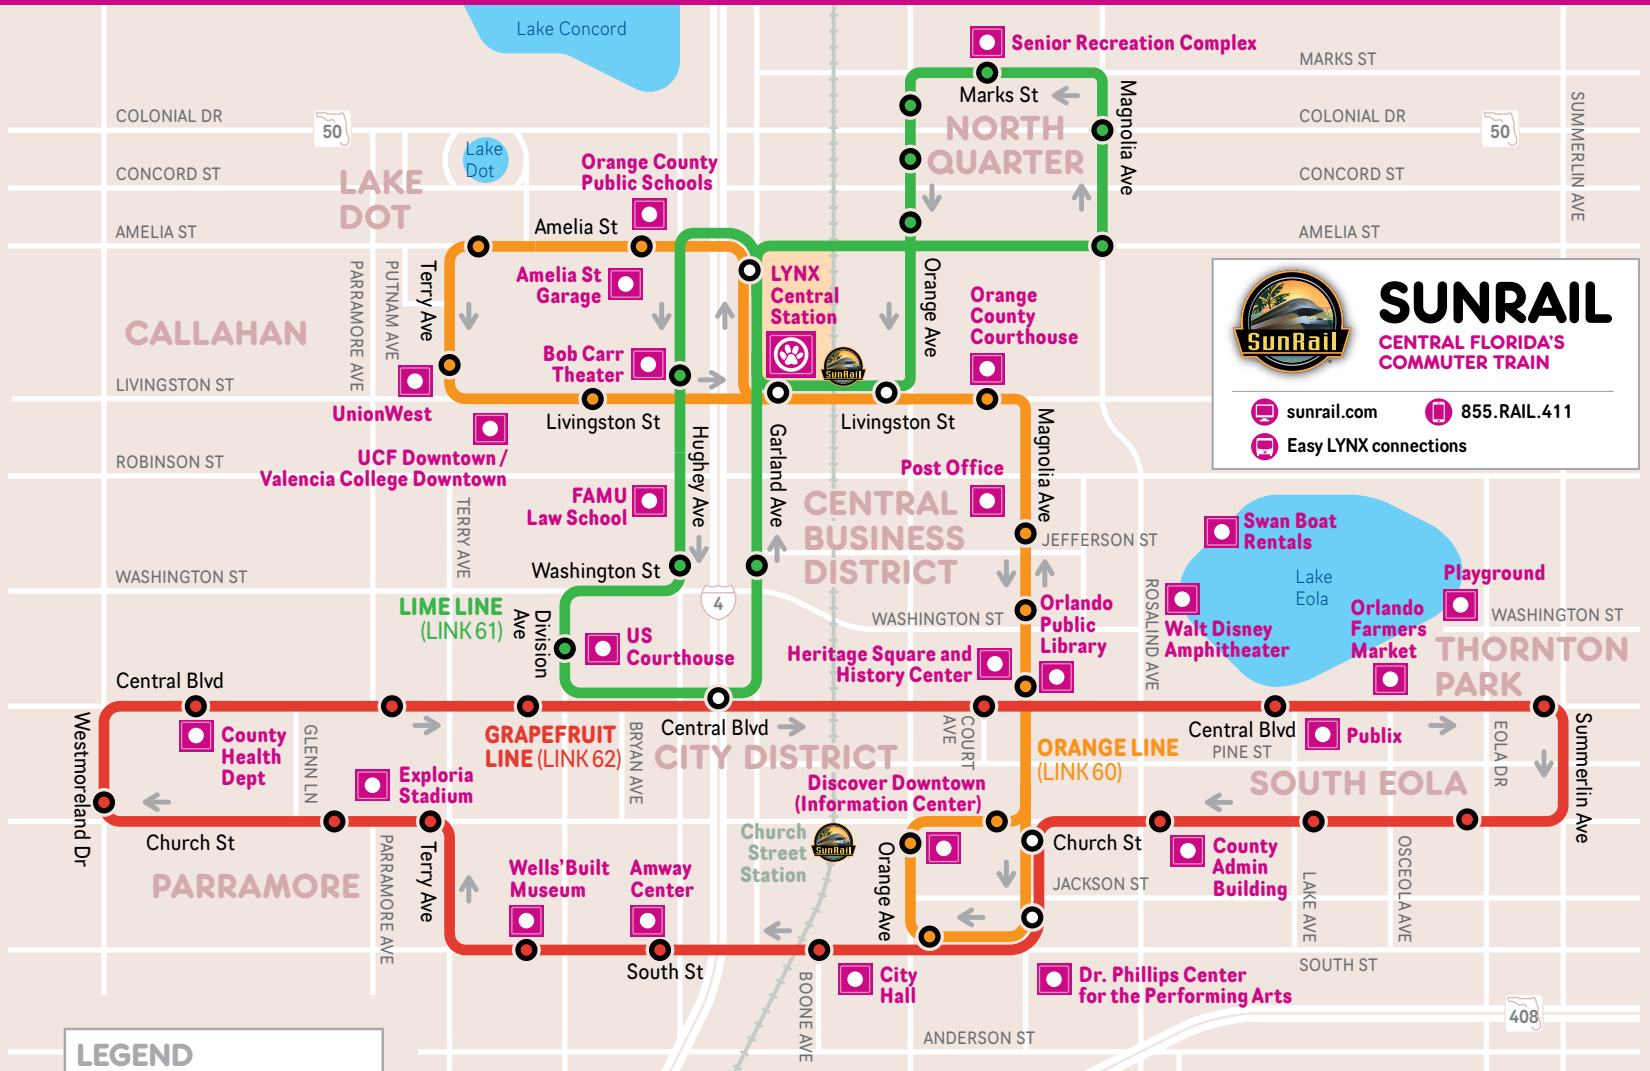 Lake Concord
Senior Recreation Complex
MARKS ST
Marks St
Magnolia Ave
SUMMERLIN AVE
COLONIAL DR
50
COLONIAL DR
50
NORTH
QUARTER
Lake
Dot
Orange County
Public Schools
CONCORD ST
CONCORD ST
LAKE
DOT
AMELIA ST
Amelia St
AMELIA ST
PARRAMORE AVE
PUTNAM AVE
Terry Ave
Amelia St
Garage
LYNX
Central
Station
Orange Ave
Orange
County
Courthouse
SunRail
SUNRAIL
CENTRAL FLORIDA'S
COMMUTER TRAIN
sunrail.com
855.RAIL.411
Easy LYNX connections
CALLAHAN
Bob Carr
Theater
SunRail
LIVINGSTON ST
UnionWest
Livingston St
Livingston St
UCF Downtown /
Valencia College Downtown
Hughey Ave
Garland Ave
Magnolia Ave
ROBINSON ST
Post Office
TERRY AVE
FAMU
Law School
CENTRAL
BUSINESS
DISTRICT
JEFFERSON ST
Swan Boat
Rentals
Lake
Eola
Playground
WASHINGTON ST
Washington St
4
LIME LINE
(LINK 61)
Division
Ave
US
Courthouse
WASHINGTON ST
Orlando
Public
Library
ROSALIND AVE
Walt Disney
Amphitheater
Orlando
Farmers
Market
WASHINGTON ST
THORNTON
PARK
Heritage Square and
History Center
Central Blvd
Westmoreland Dr
County
Health
Dept
GLENN LN
GRAPEFRUIT
LINE (LINK 62)
BRYAN AVE
Central Blvd
CITY DISTRICT
COURT
AVE
ORANGE LINE
(LINK 60)
Central Blvd
PINE ST
Publix
EOLA DR
Summerlin Ave
SOUTH EOLA
Exploria
Stadium
Discover Downtown
(Information Center)
Church St
PARRAMORE
PARRAMORE AVE
Terry Ave
Wells' Built
Museum
Amway
Center
Church
Street
Station
SunRail
Orange Ave
Church St
JACKSON ST
County
Admin
Building
LAKE AVE
OSCEOLA AVE
South St
BOONE AVE
City
Hall
Dr. Phillips Center
for the Performing Arts
SOUTH ST
408
ANDERSON ST
LEGEND